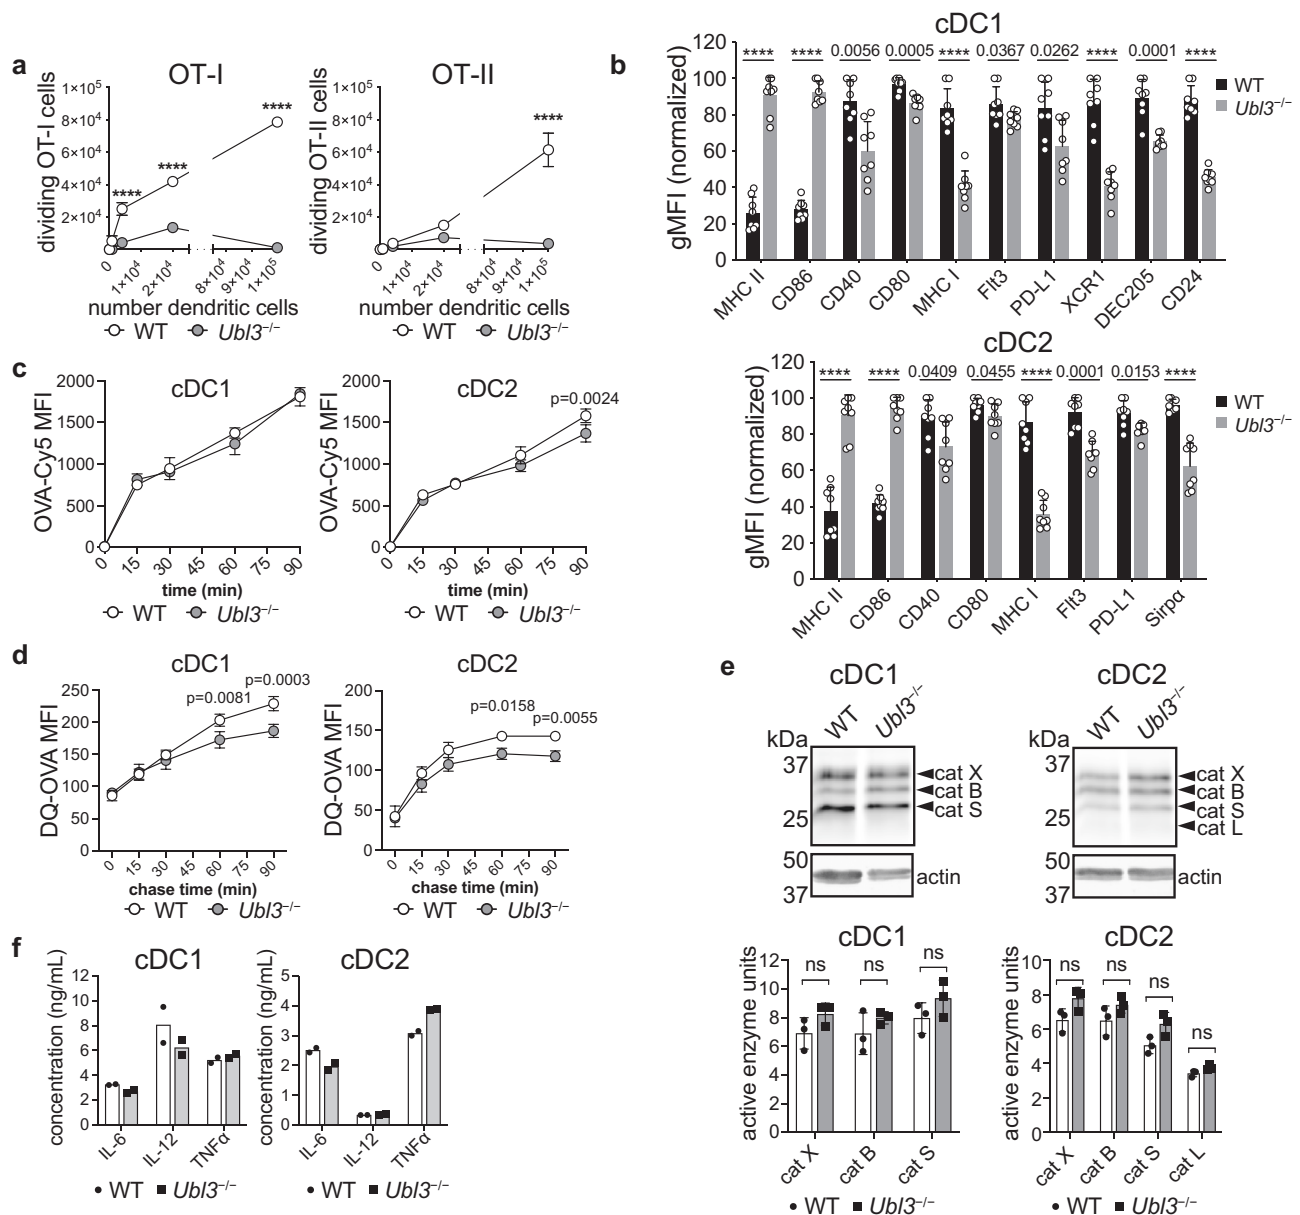 a
OT-I
dividing OT-I cells
1×10⁵
8×10⁴
6×10⁴
4×10⁴
2×10⁴
****
****
****
0
1×10⁴
2×10⁴
8×10⁴
9×10⁴
1×10⁵
number dendritic cells
WT
Ubl3⁻/⁻
OT-II
dividing OT-II cells
1×10⁵
8×10⁴
6×10⁴
4×10⁴
2×10⁴
****
0
1×10⁴
2×10⁴
8×10⁴
9×10⁴
1×10⁵
number dendritic cells
WT
Ubl3⁻/⁻
b
cDC1
gMFI (normalized)
120
100
80
60
40
20
0
**** **** 0.0056 0.0005 **** 0.0367 0.0262 **** 0.0001 ****
WT
Ubl3⁻/⁻
MHC II
CD86
CD40
CD80
MHC I
Flt3
PD-L1
XCR1
DEC205
CD24
cDC2
gMFI (normalized)
120
100
80
60
40
20
0
**** **** 0.0409 0.0455 **** 0.0001 0.0153 ****
WT
Ubl3⁻/⁻
MHC II
CD86
CD40
CD80
MHC I
Flt3
PD-L1
Sirpα
c
cDC1
OVA-Cy5 MFI
2000
1500
1000
500
0
0
15
30
45
60
75
90
time (min)
WT
Ubl3⁻/⁻
cDC2
OVA-Cy5 MFI
2000
1500
1000
500
0
p=0.0024
0
15
30
45
60
75
90
time (min)
WT
Ubl3⁻/⁻
d
cDC1
DQ-OVA MFI
250
200
150
100
50
0
p=0.0081
p=0.0003
0
15
30
45
60
75
90
chase time (min)
WT
Ubl3⁻/⁻
cDC2
DQ-OVA MFI
200
150
100
50
0
p=0.0158
p=0.0055
0
15
30
45
60
75
90
chase time (min)
WT
Ubl3⁻/⁻
e
cDC1
WT
Ubl3⁻/⁻
kDa
37
25
cat X
cat B
cat S
50
37
actin
cDC2
WT
Ubl3⁻/⁻
kDa
37
25
cat X
cat B
cat S
cat L
50
37
actin
cDC1
active enzyme units
12
10
8
6
4
2
0
ns
ns
ns
cat X
cat B
cat S
WT
Ubl3⁻/⁻
cDC2
active enzyme units
10
8
6
4
2
0
ns
ns
ns
ns
cat X
cat B
cat S
cat L
WT
Ubl3⁻/⁻
f
cDC1
concentration (ng/mL)
12
10
8
6
4
2
0
IL-6
IL-12
TNFα
WT
Ubl3⁻/⁻
cDC2
concentration (ng/mL)
5
4
3
2
1
0
IL-6
IL-12
TNFα
WT
Ubl3⁻/⁻